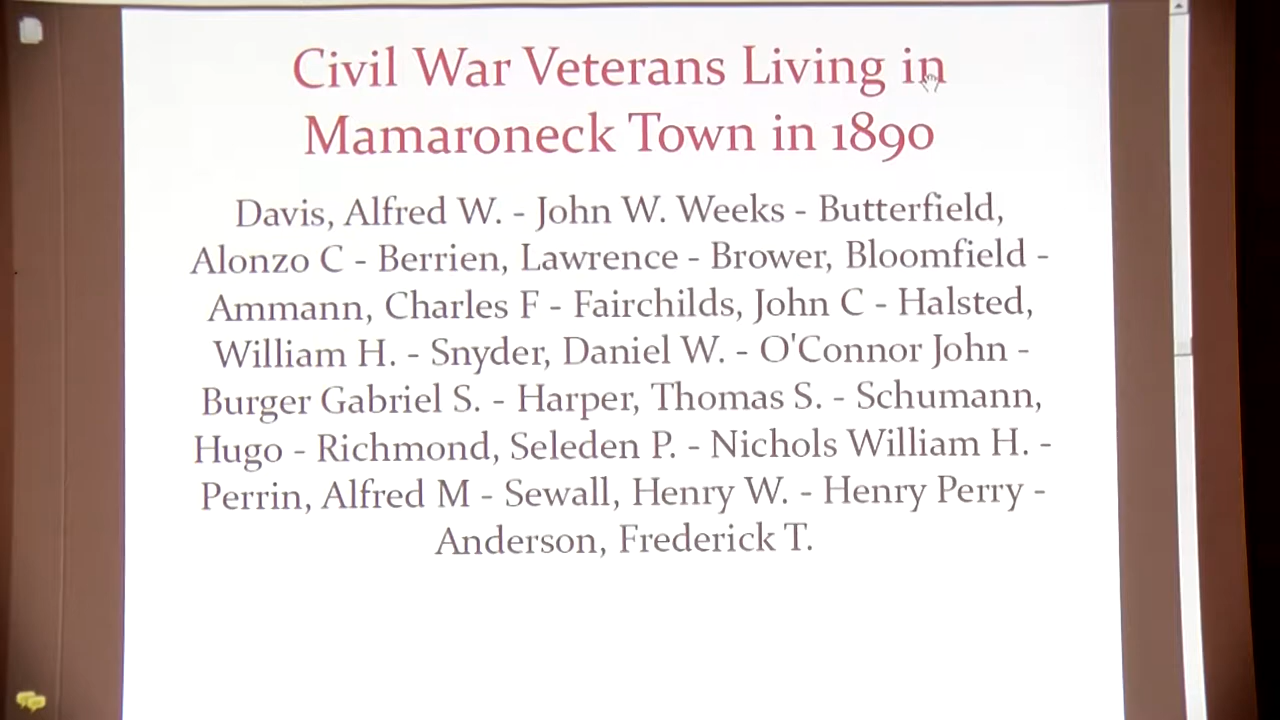 Civil War Veterans Living in
Mamaroneck Town in 1890
Davis, Alfred W. - John W. Weeks - Butterfield,
Alonzo C - Berrien, Lawrence - Brower, Bloomfield -
Ammann, Charles F - Fairchilds, John C - Halsted,
William H. - Snyder, Daniel W. - O'Connor John -
Burger Gabriel S. - Harper, Thomas S. - Schumann,
Hugo - Richmond, Seleden P. - Nichols William H. -
Perrin, Alfred M - Sewall, Henry W. - Henry Perry -
Anderson, Frederick T.